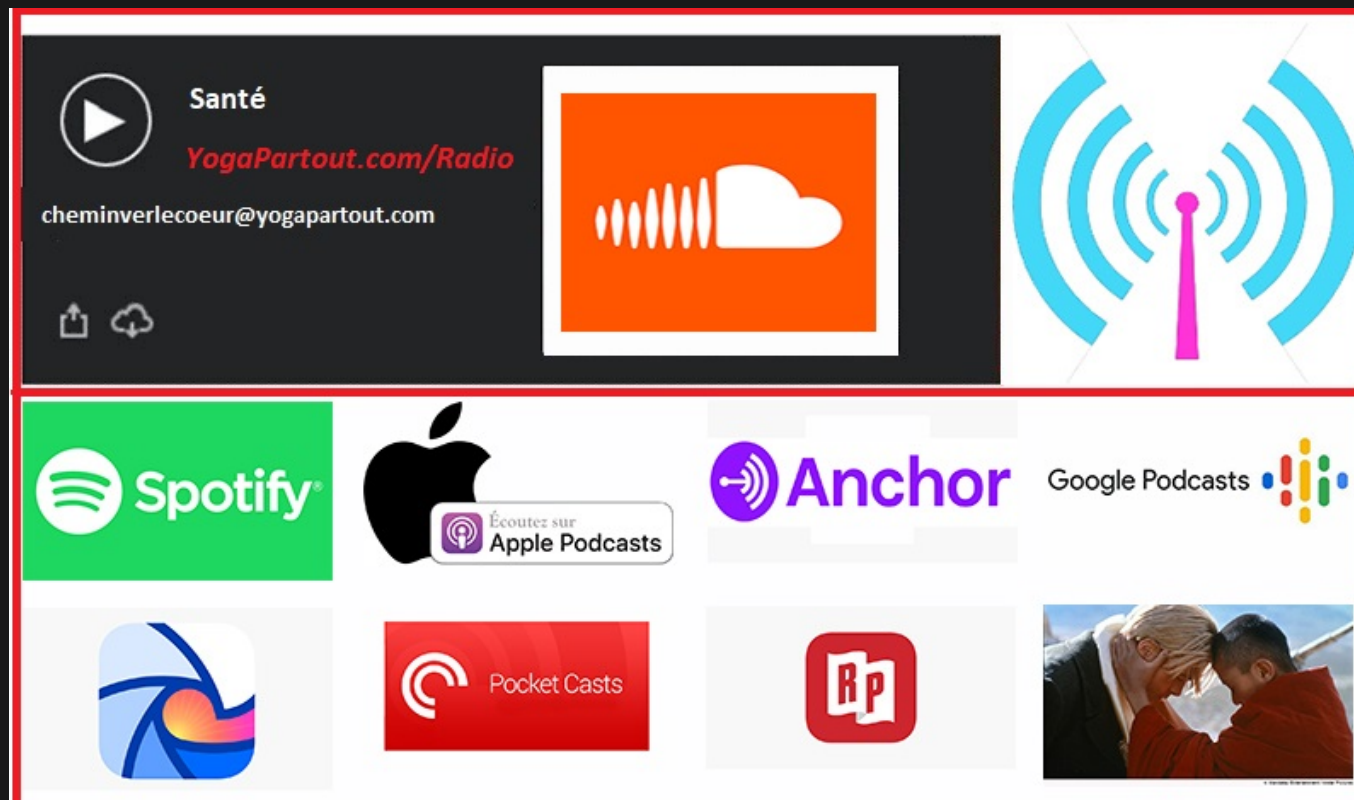 Santé
YogaPartout.com/Radio
cheminverlecoeur@yogapartout.com
Spotify®
Écoutez sur
Apple Podcasts
Anchor
Google Podcasts
Pocket Casts
RP